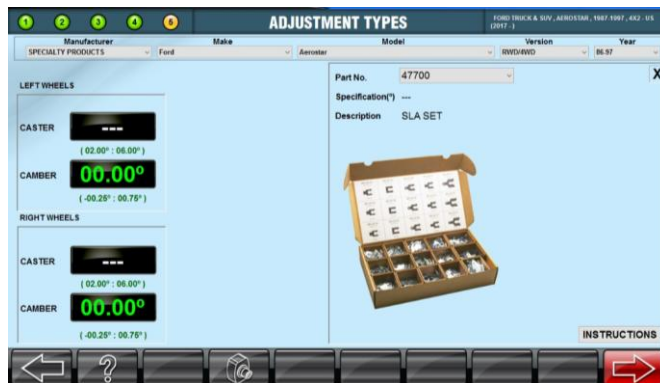 1 2 3 4 5
ADJUSTMENT TYPES
FORD TRUCK & SUV , AEROSTAR , 1987-1997 , 4X2 - US
(2017 - )
Manufacturer Make Model Version Year
SPECIALTY PRODUCTS Ford Aerostar RWD/4WD 86-97
LEFT WHEELS
CASTER ---
( 02.00° : 06.00° )
CAMBER 00.00°
( -00.25° : 00.75° )
RIGHT WHEELS
CASTER ---
( 02.00° : 06.00° )
CAMBER 00.00°
( -00.25° : 00.75° )
Part No. 47700
X
Specification(°) ---
Description SLA SET
INSTRUCTIONS
?